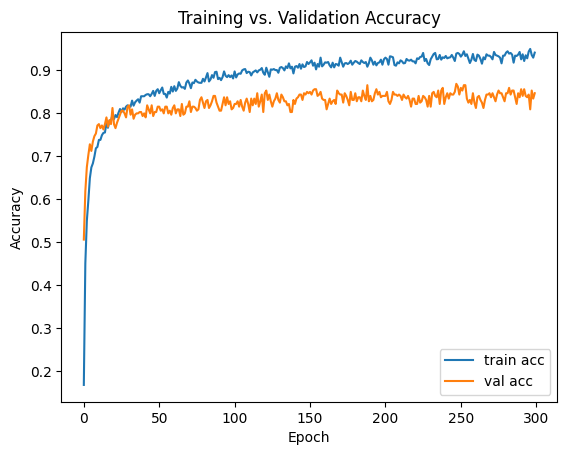 Training vs. Validation Accuracy
Accuracy
0.9
0.8
0.7
0.6
0.5
0.4
0.3
0.2
train acc
val acc
0 50 100 150 200 250 300
Epoch